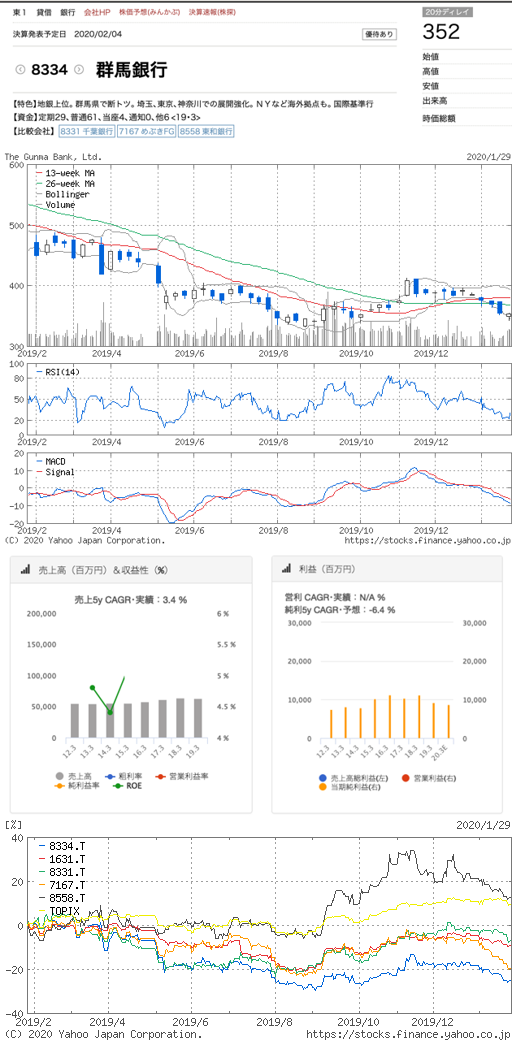 東1 貸借 銀行 会社HP 株価予想(みんかぶ) 決算速報(株探)
決算発表予定日 2020/02/04 優待あり
8334 群馬銀行
20分ディレイ
352
始値
高値
安値
出来高
時価総額
【特色】地銀上位。群馬県で断トツ。埼玉、東京、神奈川での展開強化。NYなど海外拠点も。国際基準行
【資金】定期29、普通61、当座4、通知0、他6<19・3>
【比較会社】 8331 千葉銀行 7167 めぶきFG 8558 東和銀行
The Gunma Bank, Ltd. 2020/1/29
13-week MA
26-week MA
Bollinger
Volume
600
500
400
300
2019/2 2019/4 2019/6 2019/8 2019/10 2019/12
RSI(14)
100
50
0
2019/2 2019/4 2019/6 2019/8 2019/10 2019/12
MACD
Signal
20
10
0
-10
-20
2019/2 2019/4 2019/6 2019/8 2019/10 2019/12
(C) 2020 Yahoo Japan Corporation. https://stocks.finance.yahoo.co.jp
売上高（百万円）＆収益性（%）
売上5y CAGR・実績：3.4 %
200,000
150,000
100,000
50,000
0
6 %
5.5 %
5 %
4.5 %
4 %
12.3 13.3 14.3 15.3 16.3 17.3 18.3 19.3
売上高 粗利率 営業利益率
純利益率 ROE
利益（百万円）
営利 CAGR・実績：N/A %
純利5y CAGR・予想：-6.4 %
30,000
20,000
10,000
0
30,000
20,000
10,000
0
12.3 13.3 14.3 15.3 16.3 17.3 18.3 19.3 20.3E
売上高総利益(左) 営業利益(右)
当期純利益(右)
[%] 2020/1/29
8334.T
1631.T
8331.T
7167.T
8558.T
TOPIX
40
20
0
-20
-40
2019/2 2019/4 2019/6 2019/8 2019/10 2019/12
(C) 2020 Yahoo Japan Corporation. https://stocks.finance.yahoo.co.jp